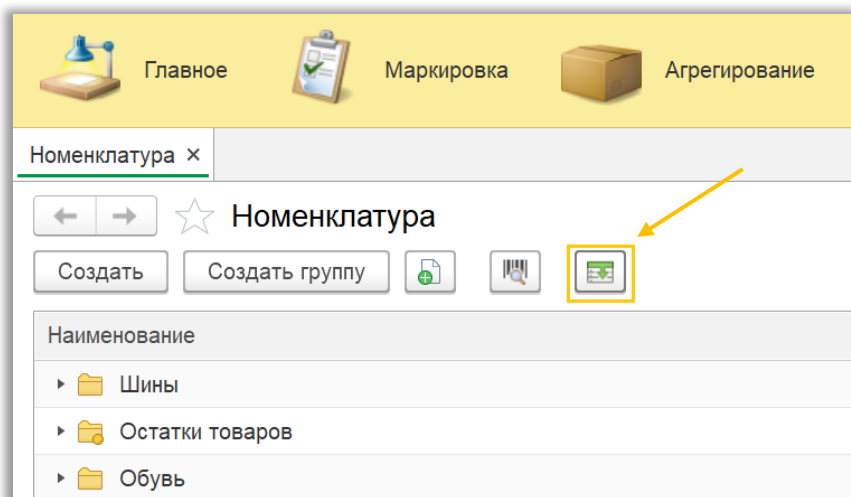 Главное Маркировка Агрегирование
Номенклатура ×
Номенклатура
Создать Создать группу
Наименование
Шины
Остатки товаров
Обувь